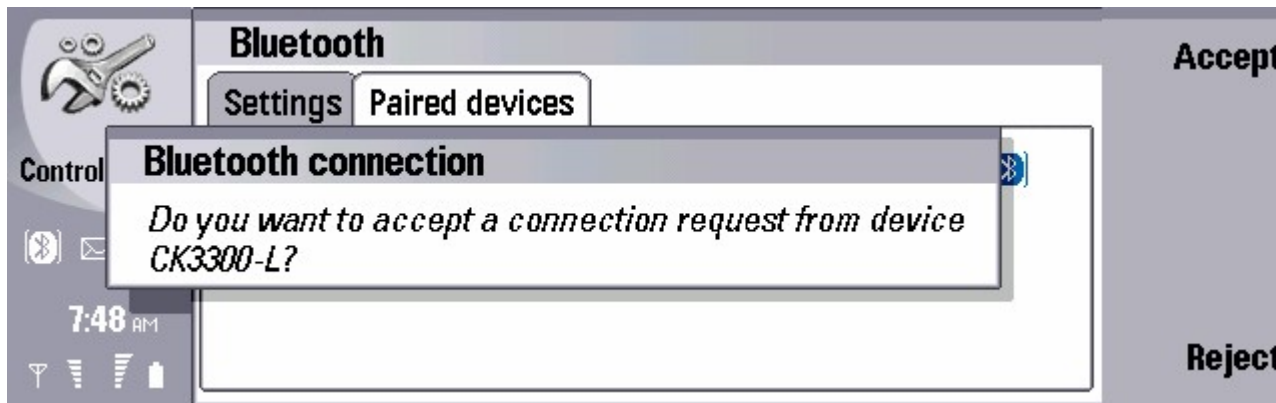 Bluetooth
Accept
Settings
Paired devices
Control
Bluetooth connection
Do you want to accept a connection request from device
CK3300-L?
7:48 AM
Reject